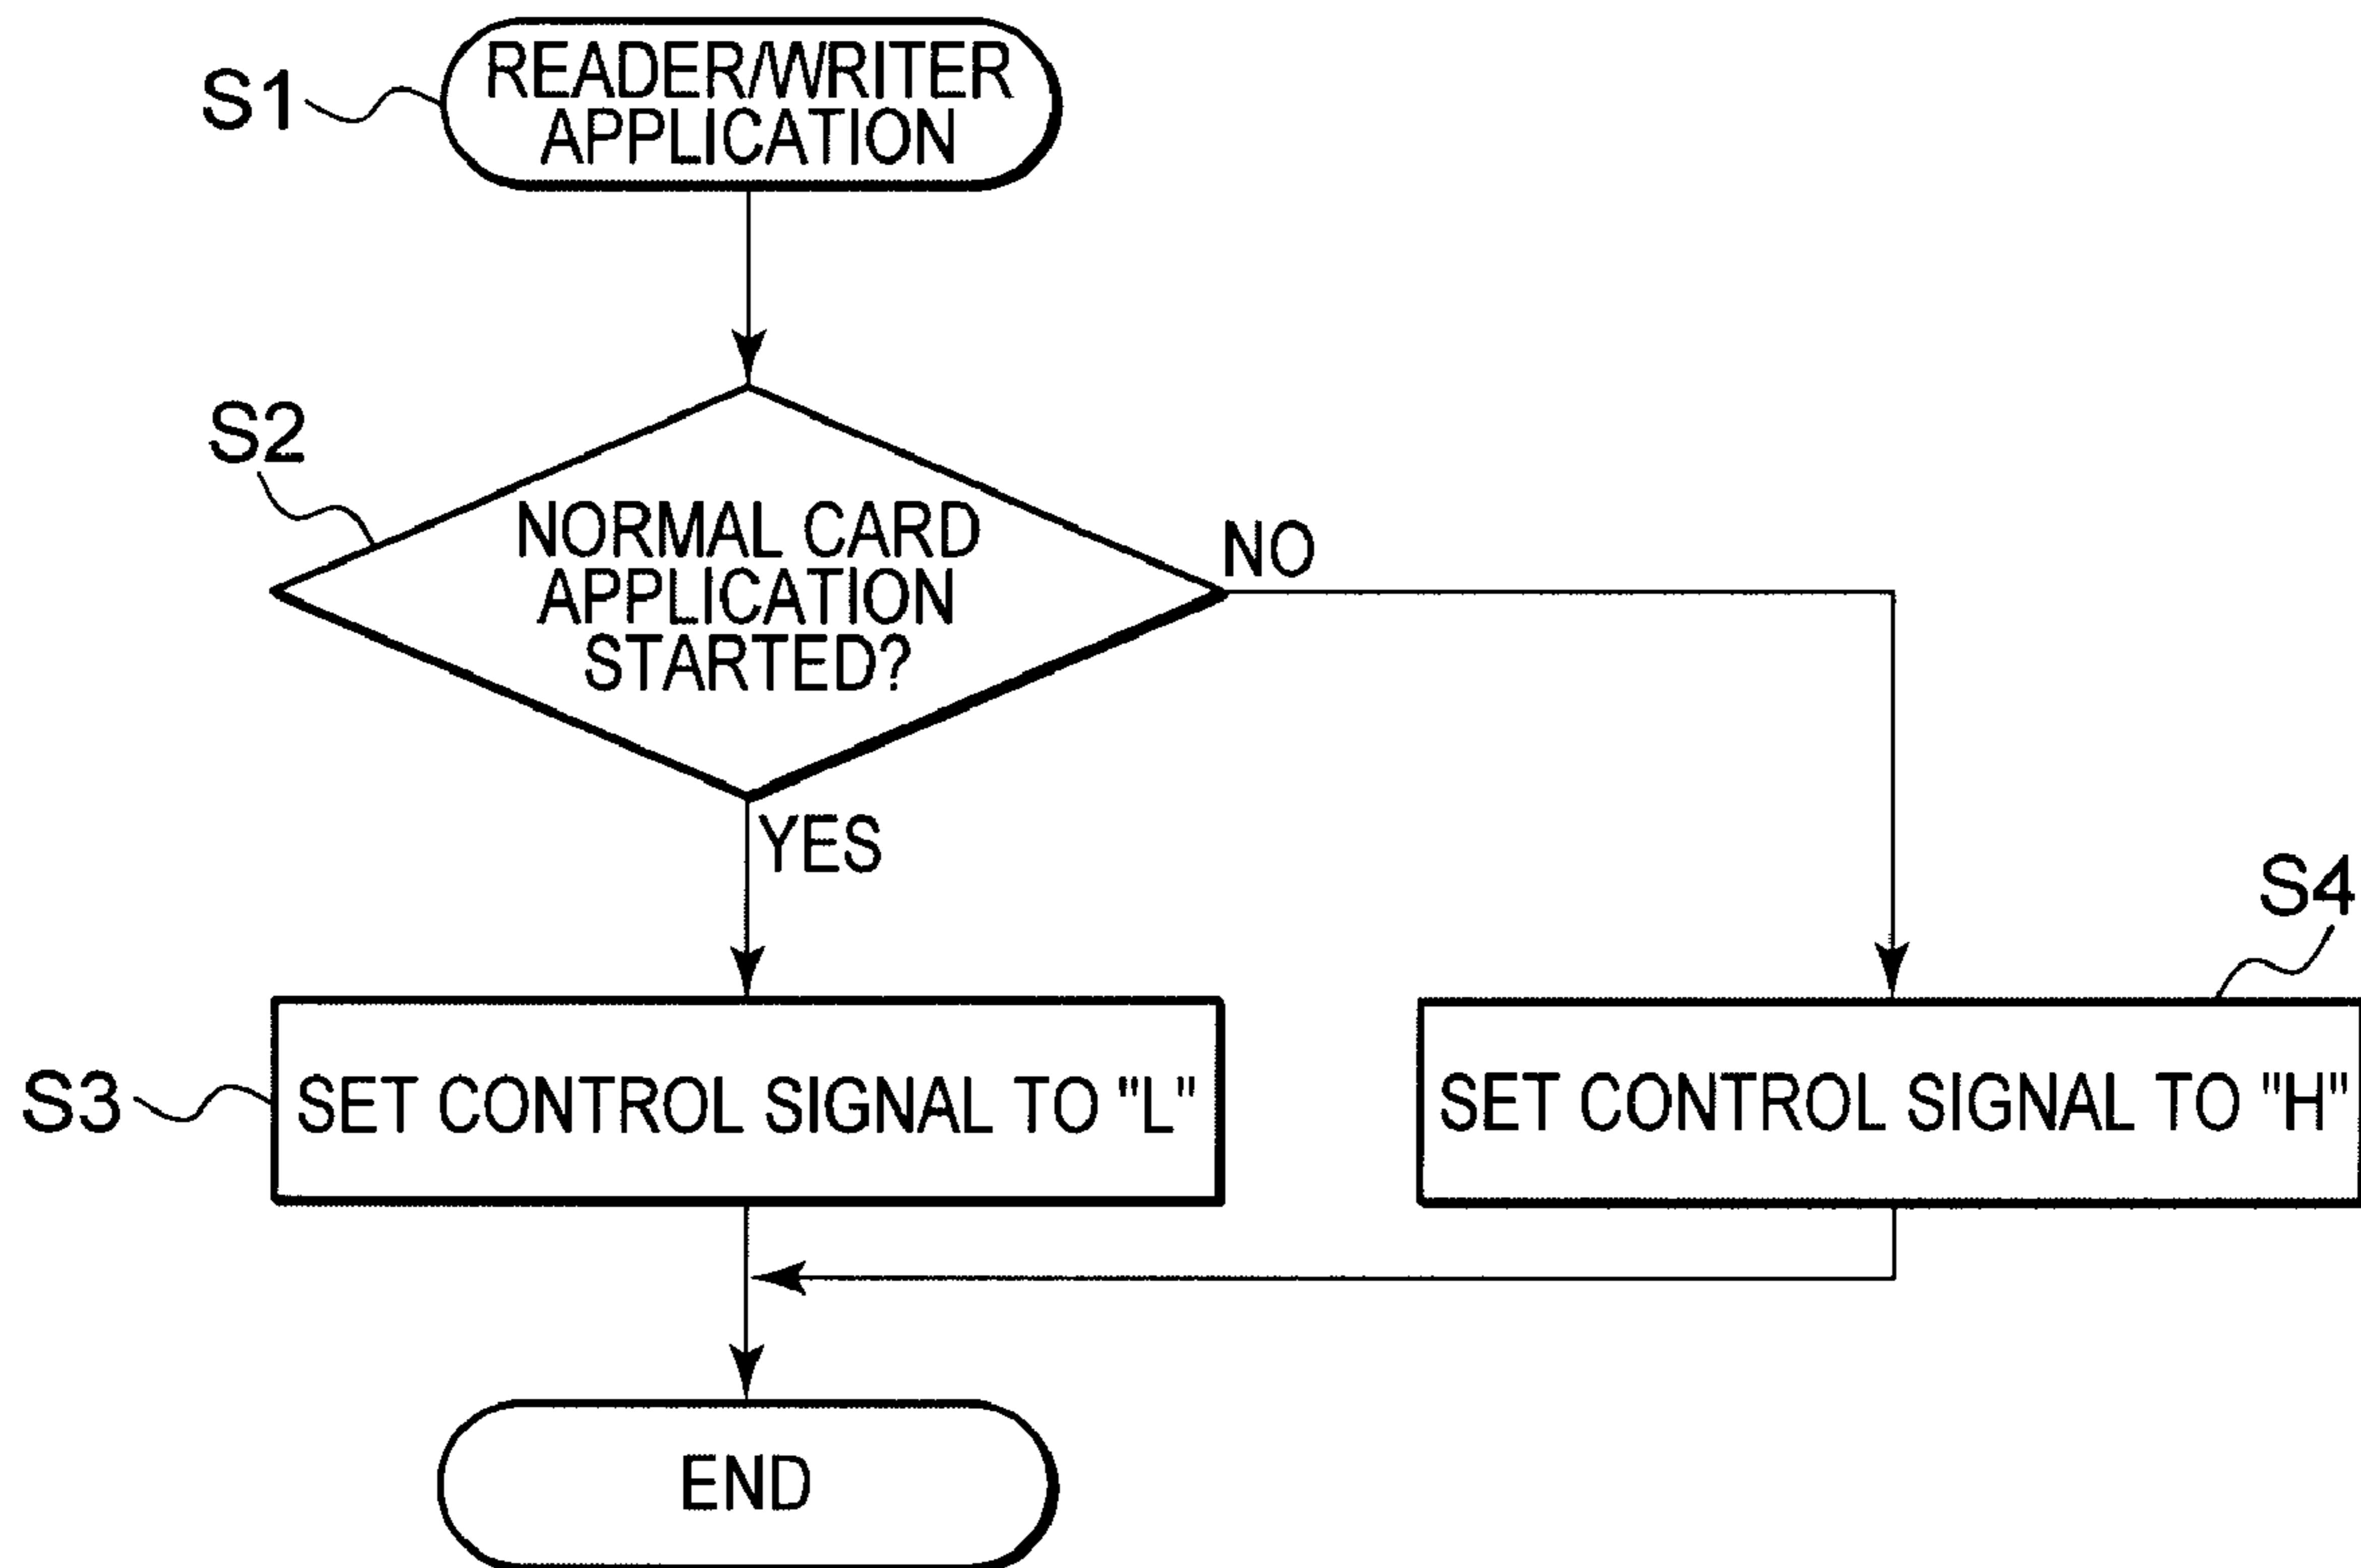 S1
READER/WRITER
APPLICATION
S2
NORMAL CARD
APPLICATION
STARTED?
NO
YES
S4
S3
SET CONTROL SIGNAL TO "L"
SET CONTROL SIGNAL TO "H"
END